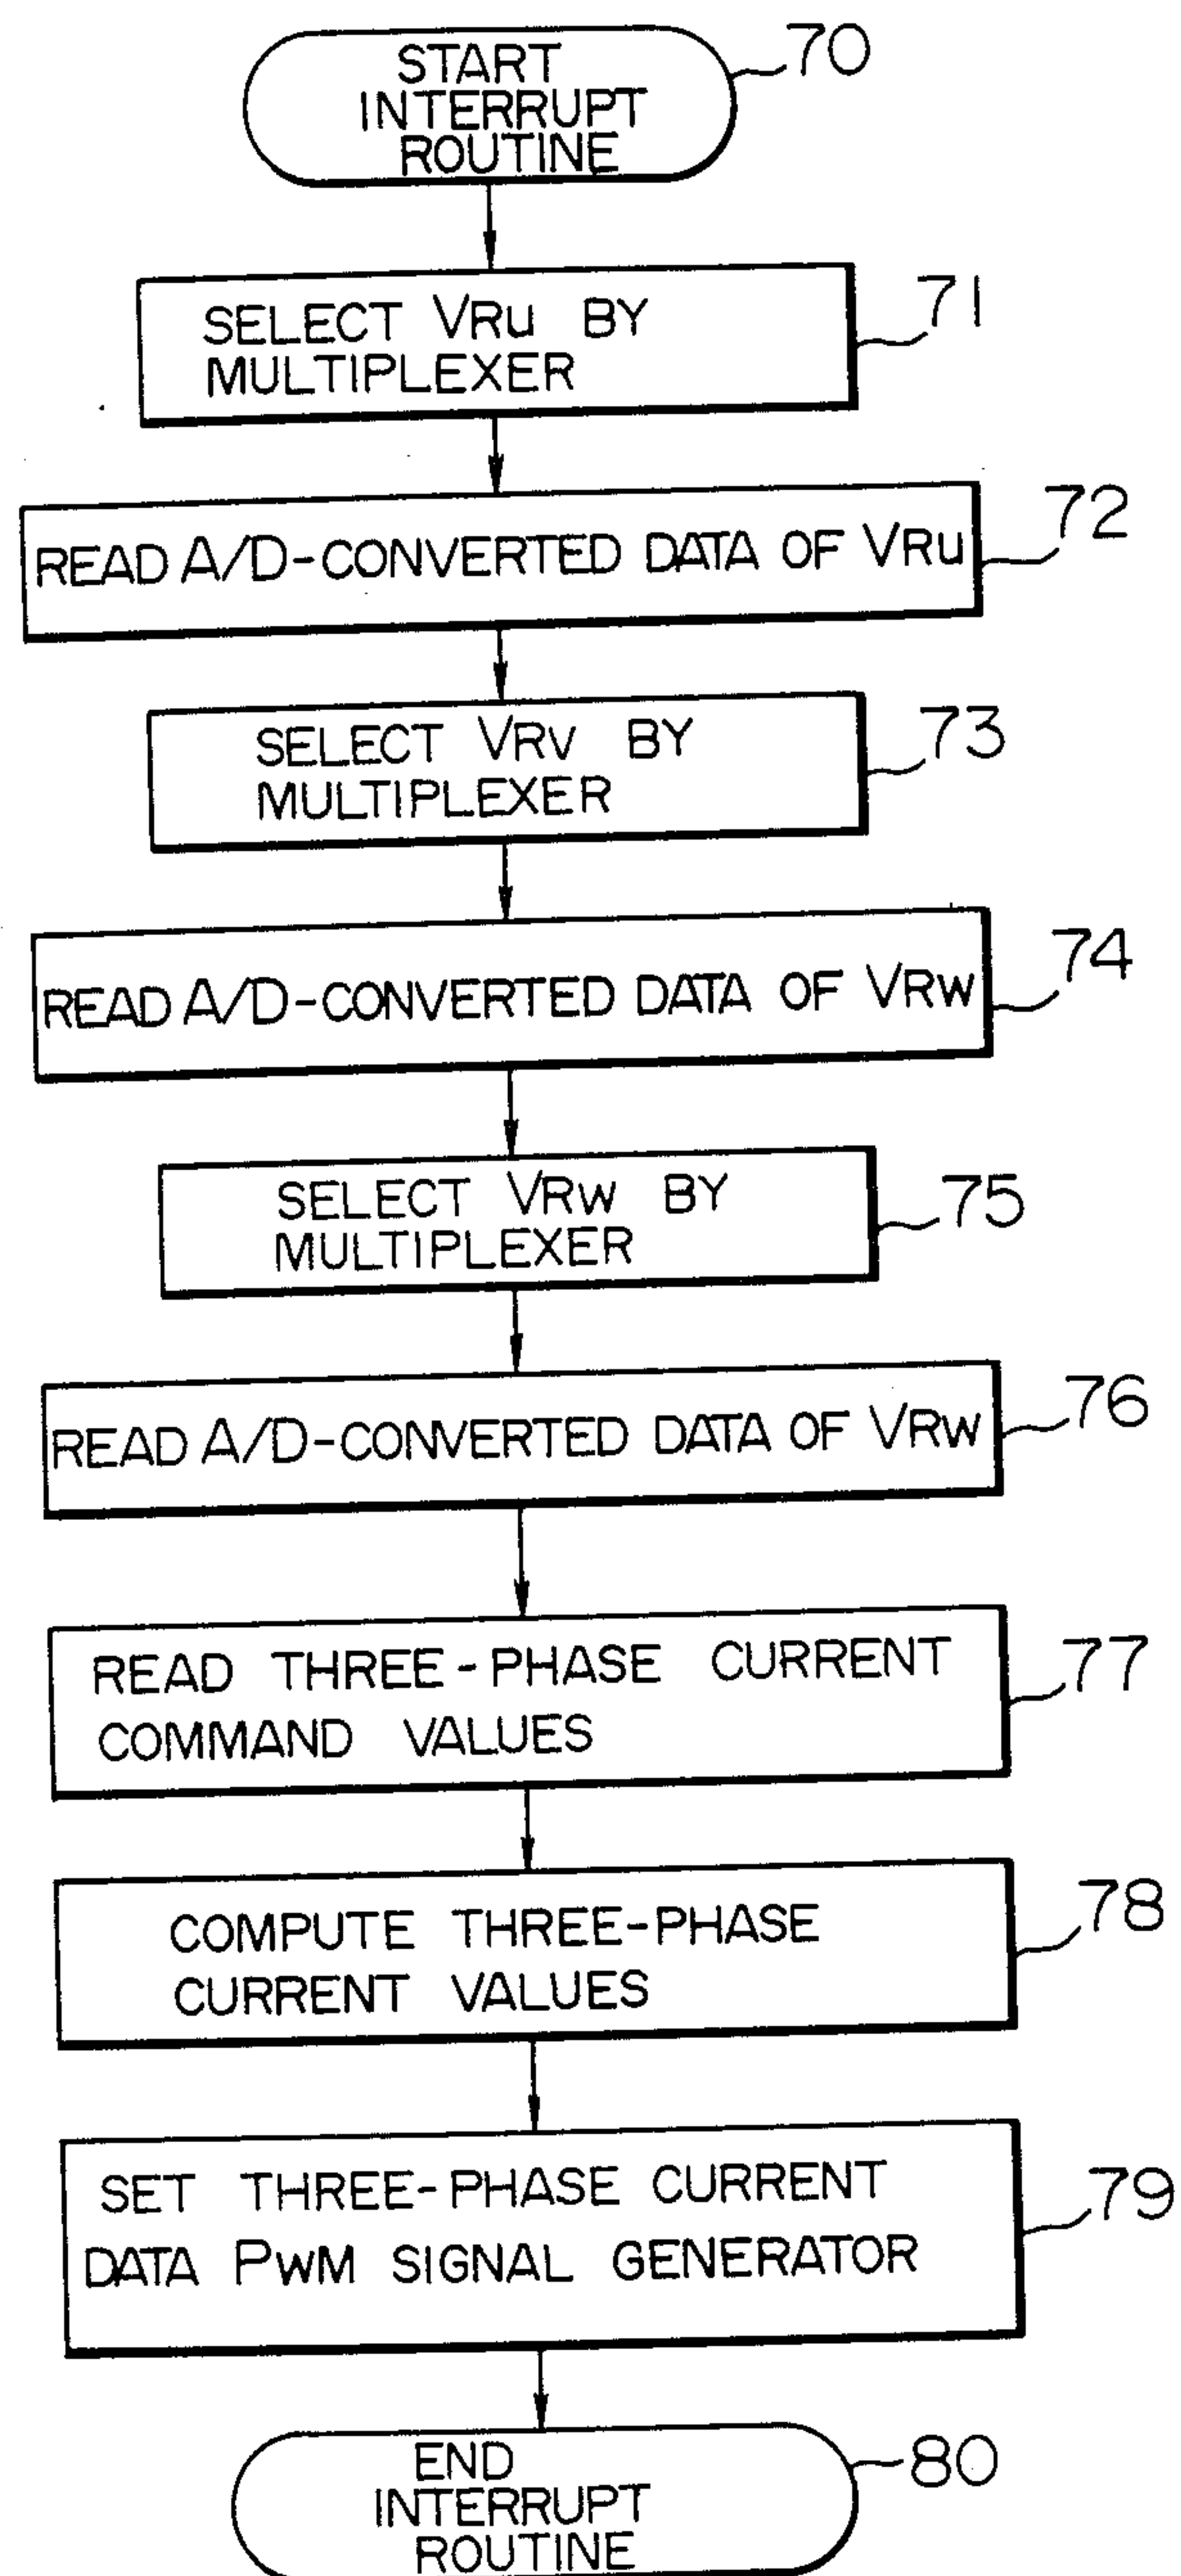 START
INTERRUPT
ROUTINE
70
SELECT VRu BY
MULTIPLEXER
71
READ A/D-CONVERTED DATA OF VRu
72
SELECT VRv BY
MULTIPLEXER
73
READ A/D-CONVERTED DATA OF VRw
74
SELECT VRw BY
MULTIPLEXER
75
READ A/D-CONVERTED DATA OF VRw
76
READ THREE-PHASE CURRENT
COMMAND VALUES
77
COMPUTE THREE-PHASE
CURRENT VALUES
78
SET THREE-PHASE CURRENT
DATA PWM SIGNAL GENERATOR
79
END
INTERRUPT
ROUTINE
80